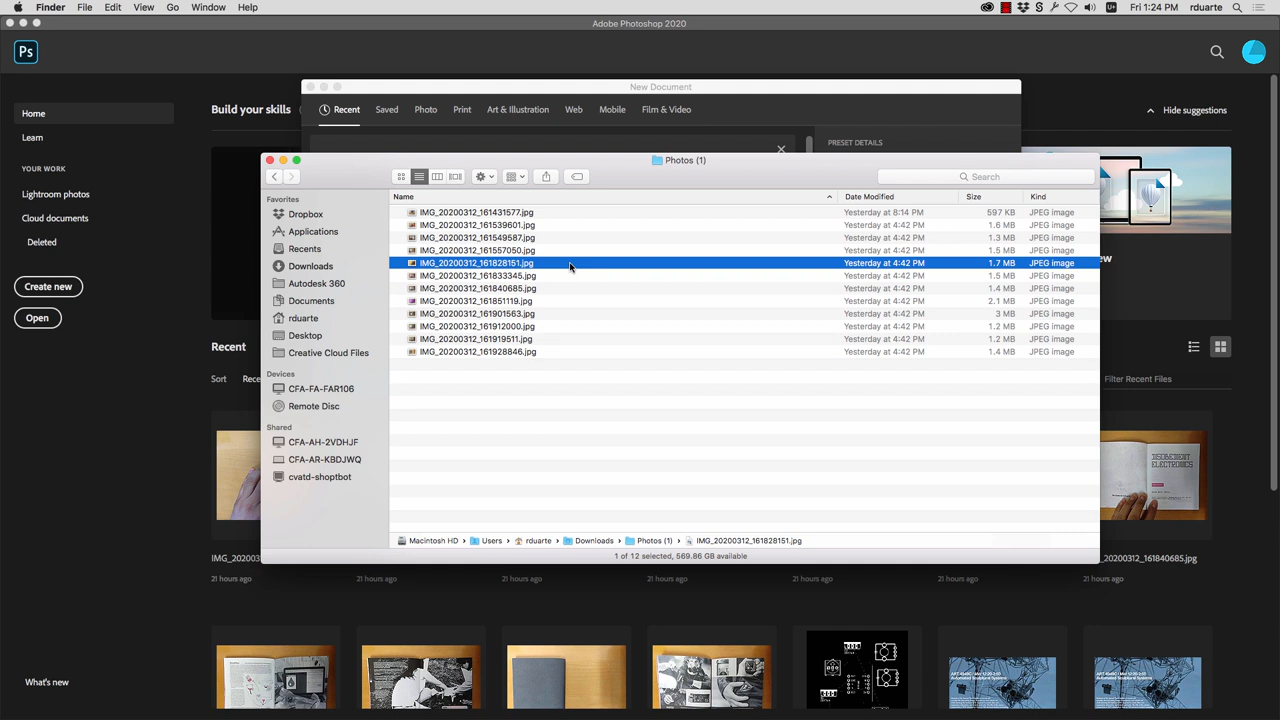 Finder File Edit View Go Window Help Fri 1:24 PM rduarte
Adobe Photoshop 2020
Ps
New Document
Home
Build your skills
Recent Saved Photo Print Art & Illustration Web Mobile Film & Video
Hide suggestions
Learn
PRESET DETAILS
YOUR WORK
Lightroom photos
Cloud documents
Deleted
Create new
Open
Photos (1)
Search
Favorites
Dropbox
Applications
Recents
Downloads
Autodesk 360
Documents
rduarte
Desktop
Creative Cloud Files
Devices
CFA-FA-FAR106
Remote Disc
Shared
CFA-AH-2VDHJF
CFA-AR-KBDJWQ
cvatd-shoptbot
Name Date Modified Size Kind
IMG_20200312_161431577.jpg Yesterday at 8:14 PM 597 KB JPEG image
IMG_20200312_161539601.jpg Yesterday at 4:42 PM 1.6 MB JPEG image
IMG_20200312_161549587.jpg Yesterday at 4:42 PM 1.3 MB JPEG image
IMG_20200312_161557050.jpg Yesterday at 4:42 PM 1.5 MB JPEG image
IMG_20200312_161828151.jpg Yesterday at 4:42 PM 1.7 MB JPEG image
IMG_20200312_161833345.jpg Yesterday at 4:42 PM 1.5 MB JPEG image
IMG_20200312_161840685.jpg Yesterday at 4:42 PM 1.4 MB JPEG image
IMG_20200312_161851119.jpg Yesterday at 4:42 PM 2.1 MB JPEG image
IMG_20200312_161901563.jpg Yesterday at 4:42 PM 3 MB JPEG image
IMG_20200312_161912000.jpg Yesterday at 4:42 PM 1.2 MB JPEG image
IMG_20200312_161919511.jpg Yesterday at 4:42 PM 1.2 MB JPEG image
IMG_20200312_161928846.jpg Yesterday at 4:42 PM 1.4 MB JPEG image
Macintosh HD › Users › rduarte › Downloads › Photos (1) › IMG_20200312_161828151.jpg
1 of 12 selected, 569.86 GB available
ew
Recent
Sort Rece
Filter Recent Files
ELECTRONICS
IMG_20200
_20200312_161840685.jpg
21 hours ago 21 hours ago 21 hours ago 21 hours ago 21 hours ago 21 hours ago 21 hours ago
What's new